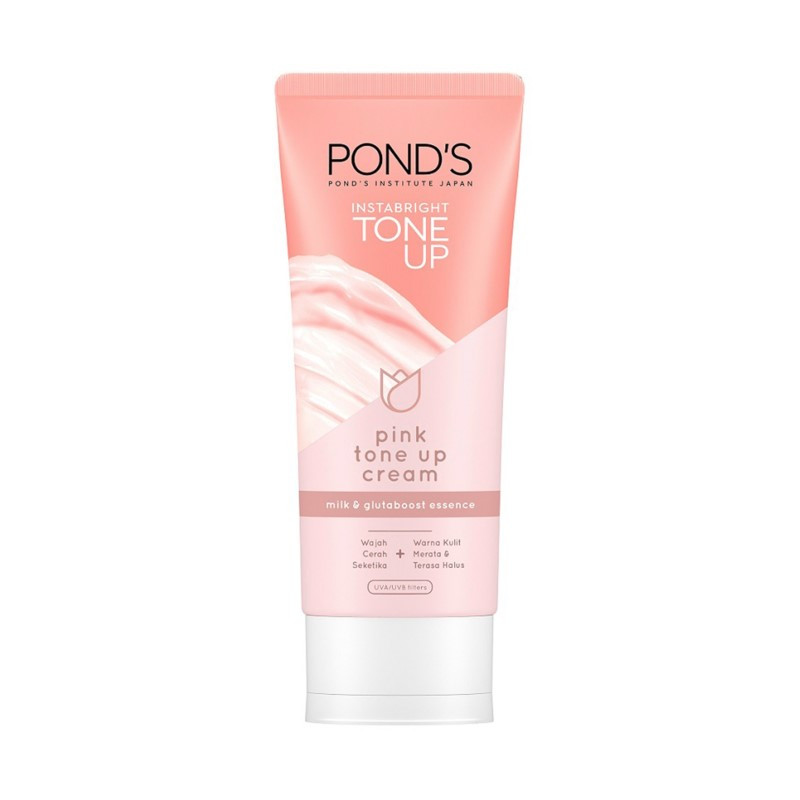 POND'S
POND'S INSTITUTE JAPAN
INSTABRIGHT
TONE
UP
pink
tone up
cream
milk & glutaboost essence
Wajah
Cerah
Seketika
+
Warna Kulit
Merata &
Terasa Halus
UVA/UVB filters